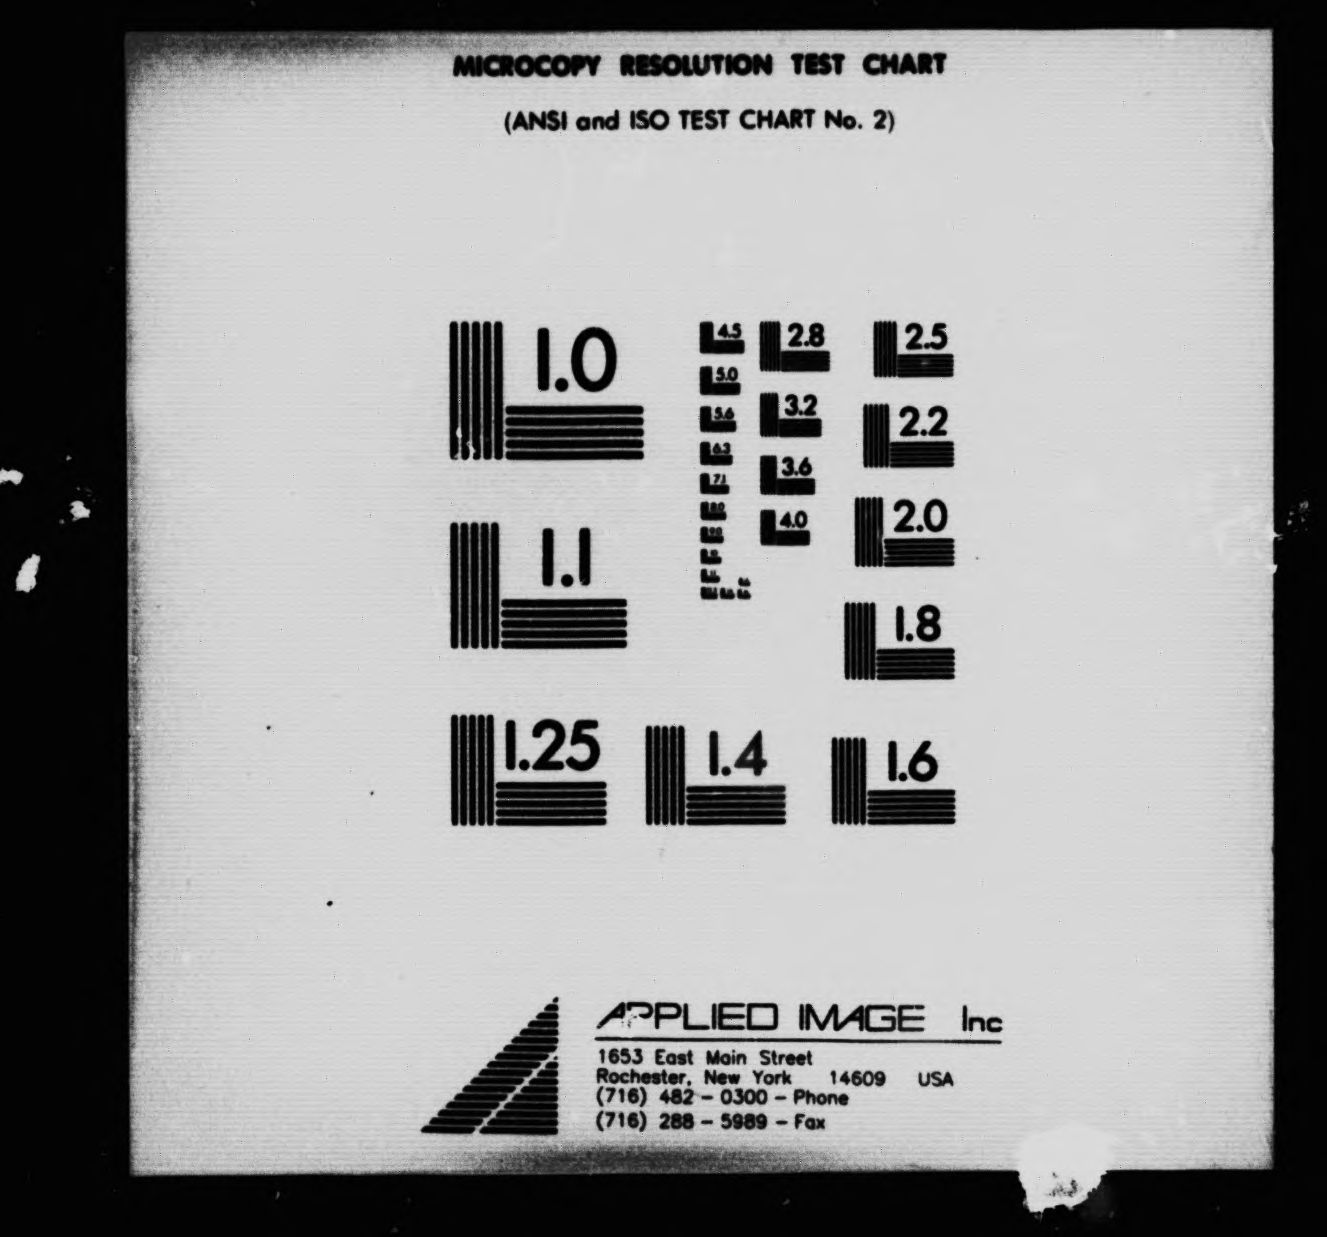 MICROCOPY RESOLUTION TEST CHART
(ANSI and ISO TEST CHART No. 2)
1.0
4.5
2.8
2.5
5.0
3.2
2.2
5.6
6.3
3.6
7.1
2.0
8.0
4.0
1.1
1.8
1.25
1.4
1.6
APPLIED IMAGE Inc
1653 East Main Street
Rochester, New York 14609 USA
(716) 482 - 0300 - Phone
(716) 288 - 5989 - Fax